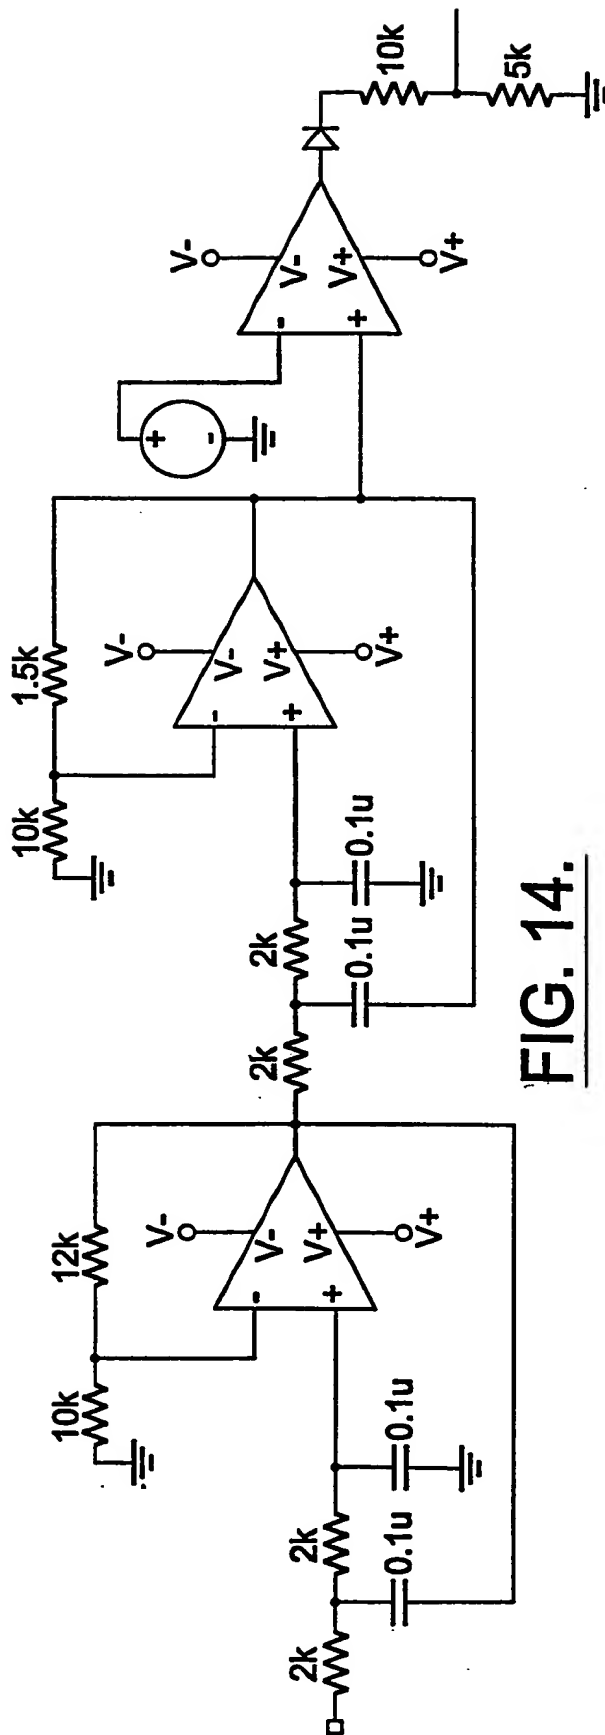 10k
12k
V-
V-
-
+
V+
V+
2k
2k
0.1u
0.1u
10k
1.5k
V-
V-
-
+
V+
V+
2k
2k
0.1u
0.1u
+
-
V-
V-
-
+
V+
V+
10k
5k
FIG. 14.